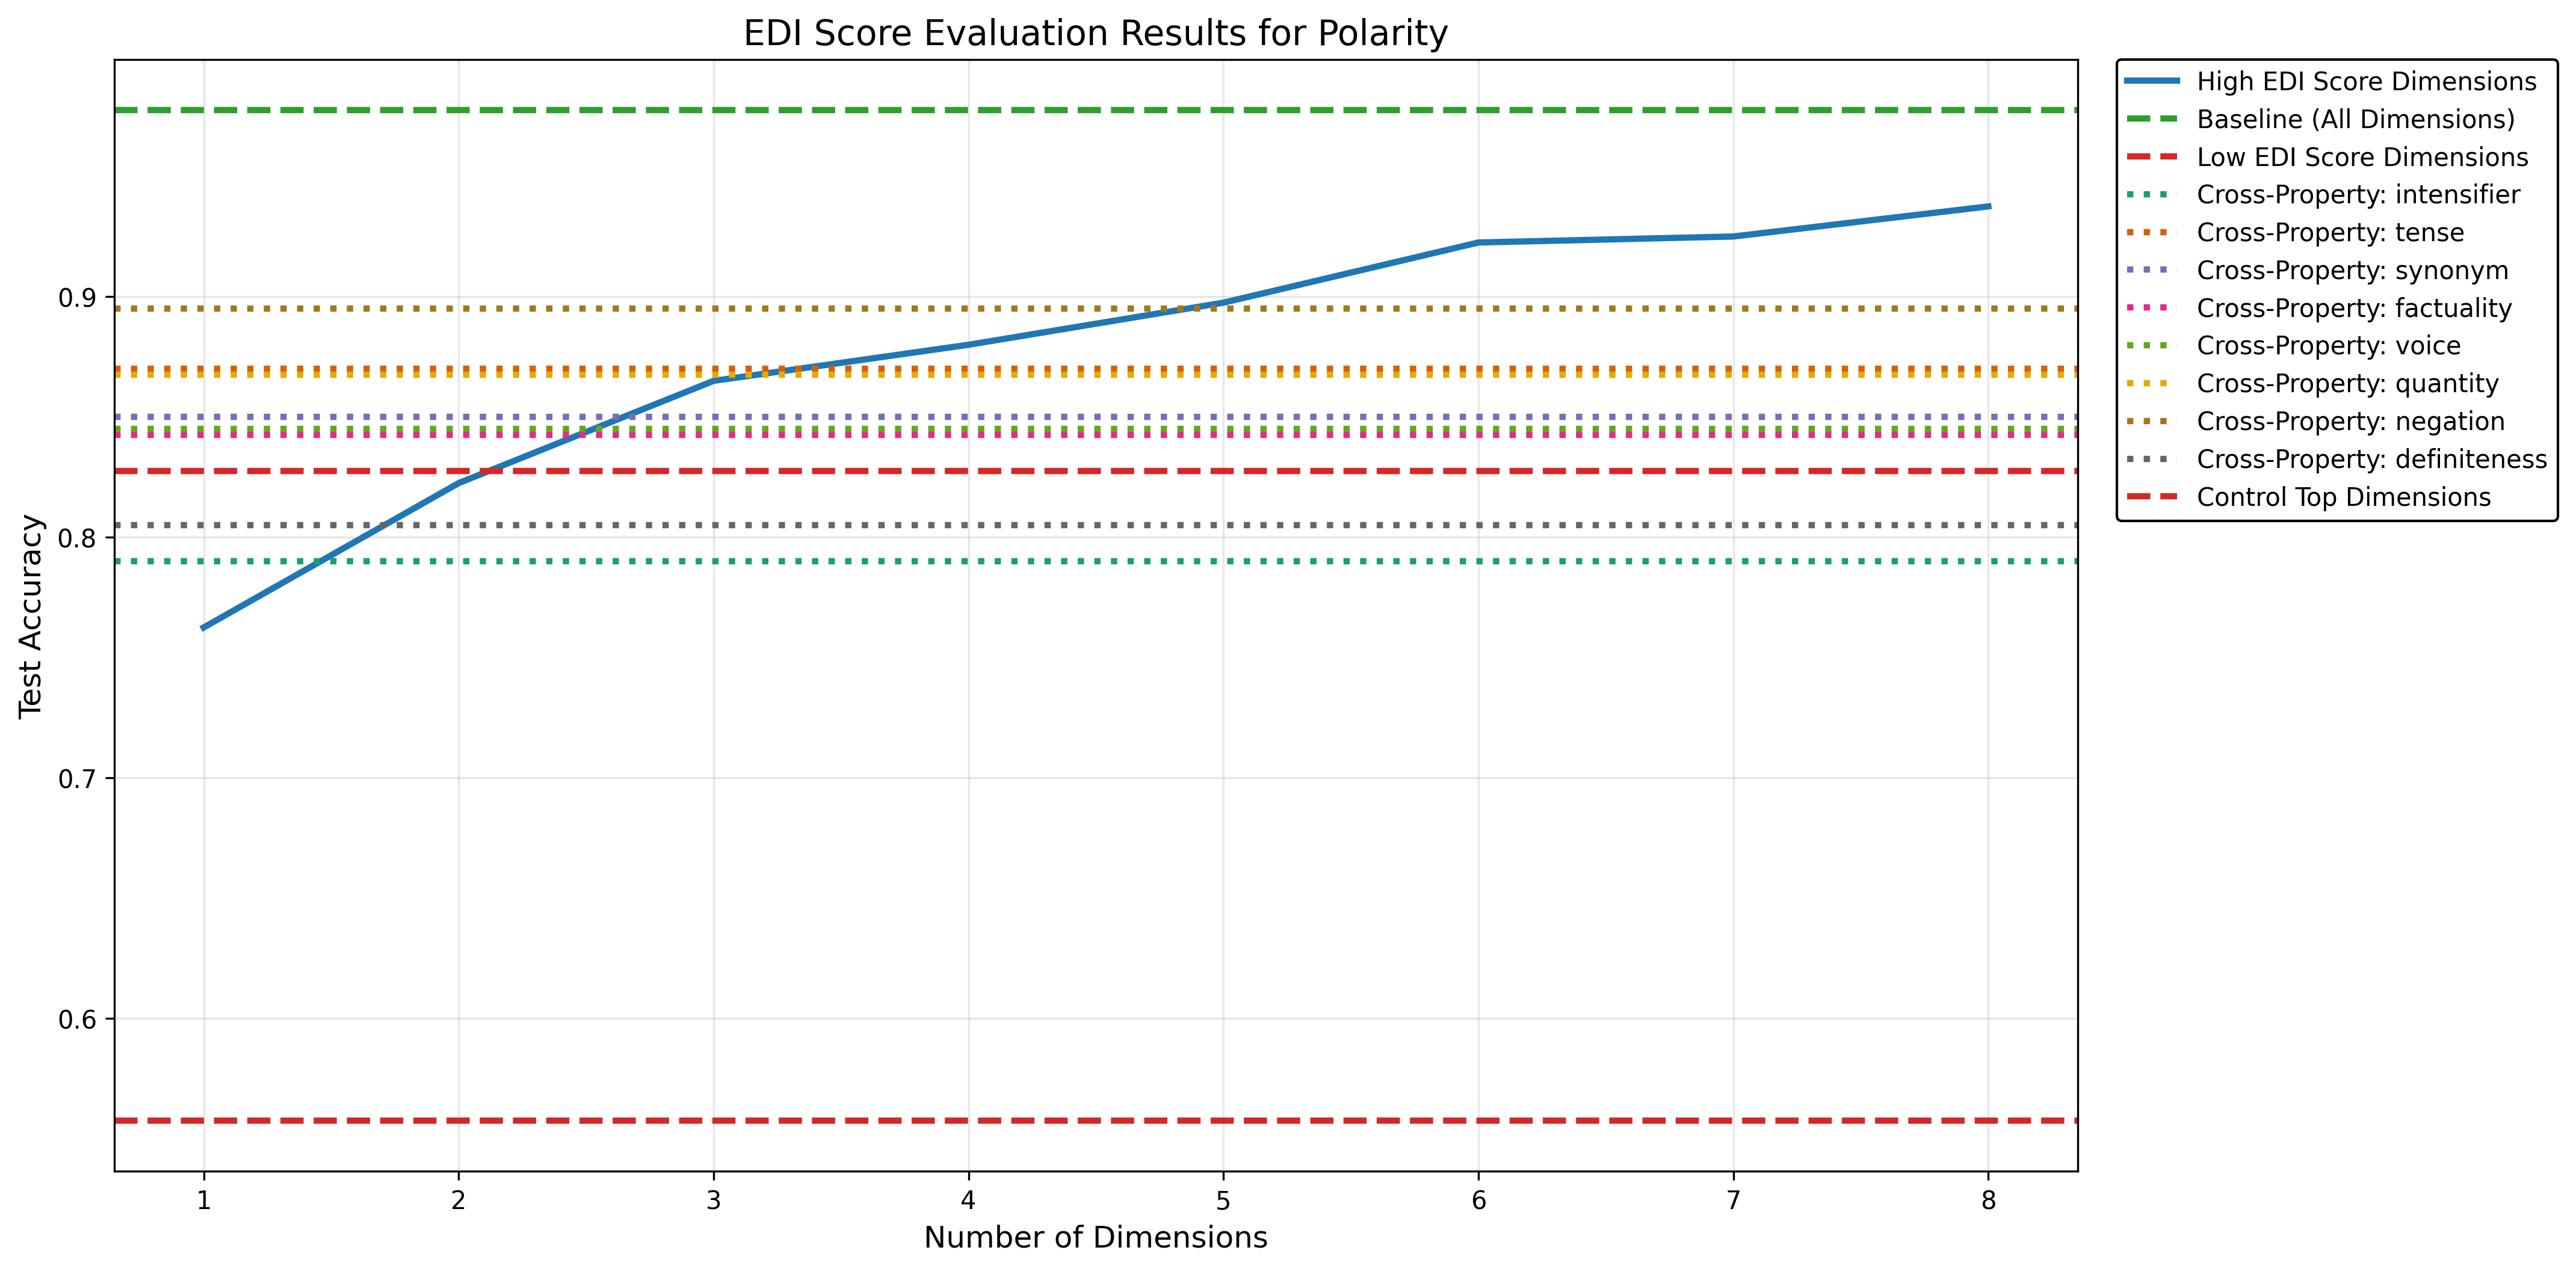 EDI Score Evaluation Results for Polarity
Test Accuracy
0.9
0.8
0.7
0.6
1 2 3 4 5 6 7 8
Number of Dimensions
High EDI Score Dimensions
Baseline (All Dimensions)
Low EDI Score Dimensions
Cross-Property: intensifier
Cross-Property: tense
Cross-Property: synonym
Cross-Property: factuality
Cross-Property: voice
Cross-Property: quantity
Cross-Property: negation
Cross-Property: definiteness
Control Top Dimensions